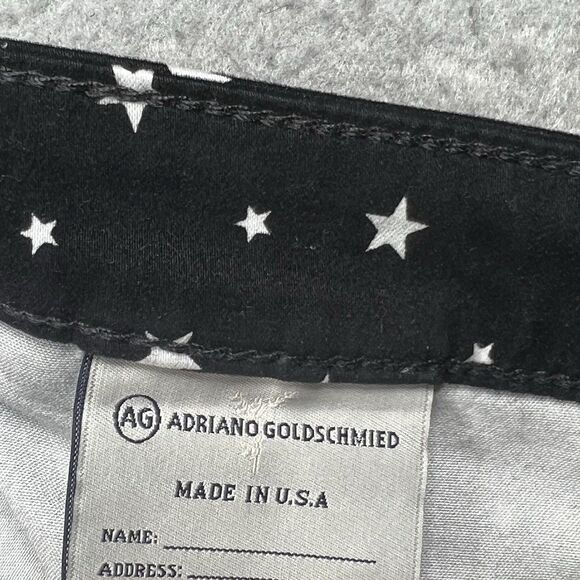 AG ADRIANO GOLDSCHMIED
MADE IN U.S.A
NAME:
ADDRESS: